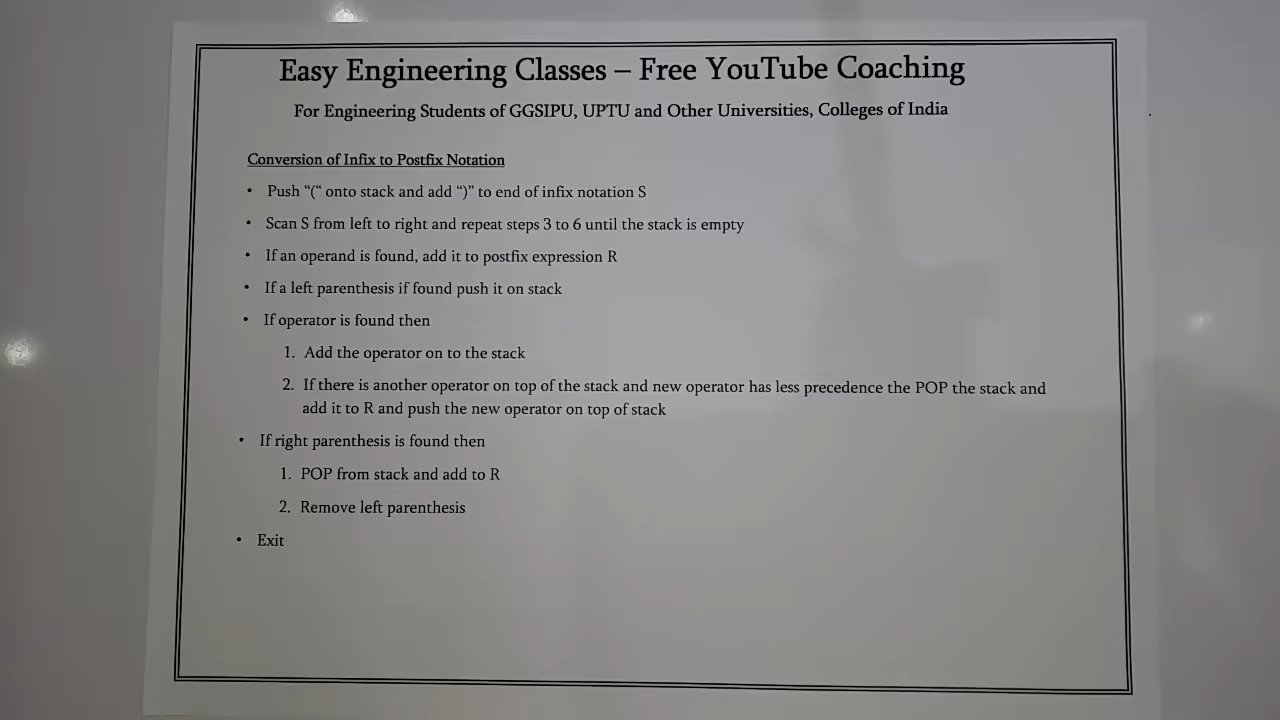 Easy Engineering Classes – Free YouTube Coaching
For Engineering Students of GGSIPU, UPTU and Other Universities, Colleges of India
Conversion of Infix to Postfix Notation
• Push “(“ onto stack and add “)” to end of infix notation S
• Scan S from left to right and repeat steps 3 to 6 until the stack is empty
• If an operand is found, add it to postfix expression R
• If a left parenthesis if found push it on stack
• If operator is found then
1. Add the operator on to the stack
2. If there is another operator on top of the stack and new operator has less precedence the POP the stack and
add it to R and push the new operator on top of stack
• If right parenthesis is found then
1. POP from stack and add to R
2. Remove left parenthesis
• Exit